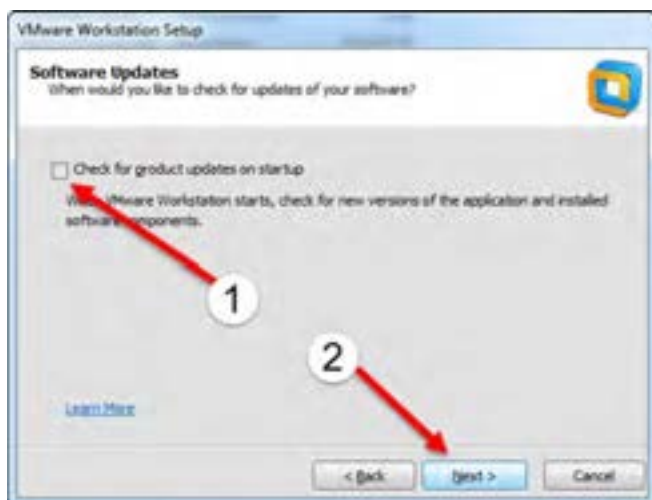 VMware Workstation Setup
Software Updates
When would you like to check for updates of your software?
Check for product updates on startup
When VMware Workstation starts, check for new versions of the application and installed
software components.
1
2
Learn More
< Back
Next >
Cancel